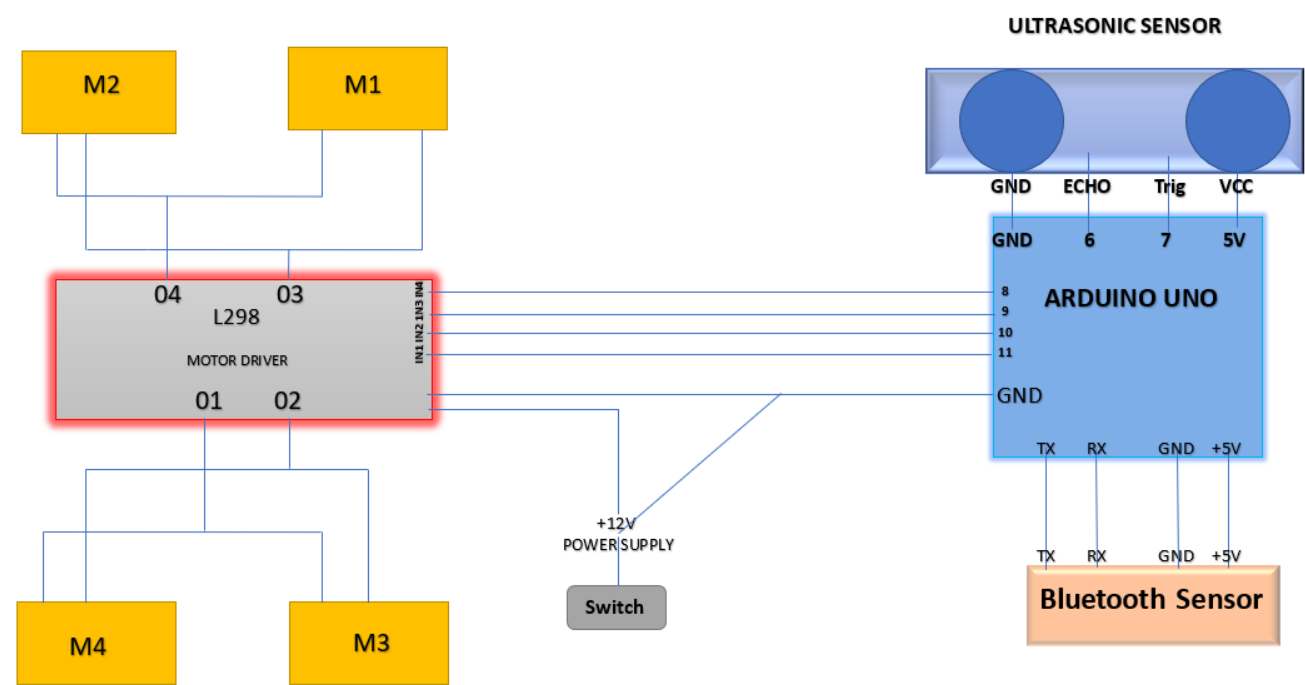 ULTRASONIC SENSOR
M2
M1
GND ECHO Trig VCC
GND 6 7 5V
04 03
L298
MOTOR DRIVER
01 02
IN1 IN2 IN3 IN4
8
9
10
11
ARDUINO UNO
GND
TX RX GND +5V
+12V
POWER SUPPLY
Switch
TX RX GND +5V
Bluetooth Sensor
M4
M3